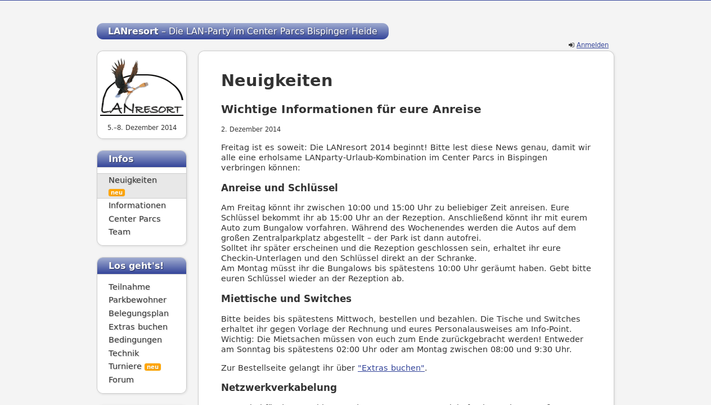 LANresort – Die LAN-Party im Center Parcs Bispinger Heide
Anmelden
LANRESORT
5.–8. Dezember 2014
Infos
Neuigkeiten
neu
Informationen
Center Parcs
Team
Los geht's!
Teilnahme
Parkbewohner
Belegungsplan
Extras buchen
Bedingungen
Technik
Turniere neu
Forum
Neuigkeiten
Wichtige Informationen für eure Anreise
2. Dezember 2014
Freitag ist es soweit: Die LANresort 2014 beginnt! Bitte lest diese News genau, damit wir
alle eine erholsame LANparty-Urlaub-Kombination im Center Parcs in Bispingen
verbringen können:
Anreise und Schlüssel
Am Freitag könnt ihr zwischen 10:00 und 15:00 Uhr zu beliebiger Zeit anreisen. Eure
Schlüssel bekommt ihr ab 15:00 Uhr an der Rezeption. Anschließend könnt ihr mit eurem
Auto zum Bungalow vorfahren. Während des Wochenendes werden die Autos auf dem
großen Zentralparkplatz abgestellt – der Park ist dann autofrei.
Solltet ihr später erscheinen und die Rezeption geschlossen sein, erhaltet ihr eure
Checkin-Unterlagen und den Schlüssel direkt an der Schranke.
Am Montag müsst ihr die Bungalows bis spätestens 10:00 Uhr geräumt haben. Gebt bitte
euren Schlüssel wieder an der Rezeption ab.
Miettische und Switches
Bitte beides bis spätestens Mittwoch, bestellen und bezahlen. Die Tische und Switches
erhaltet ihr gegen Vorlage der Rechnung und eures Personalausweises am Info-Point.
Wichtig: Die Mietsachen müssen von euch zum Ende zurückgebracht werden! Entweder
am Sonntag bis spätestens 02:00 Uhr oder am Montag zwischen 08:00 und 9:30 Uhr.
Zur Bestellseite gelangt ihr über "Extras buchen".
Netzwerkverkabelung